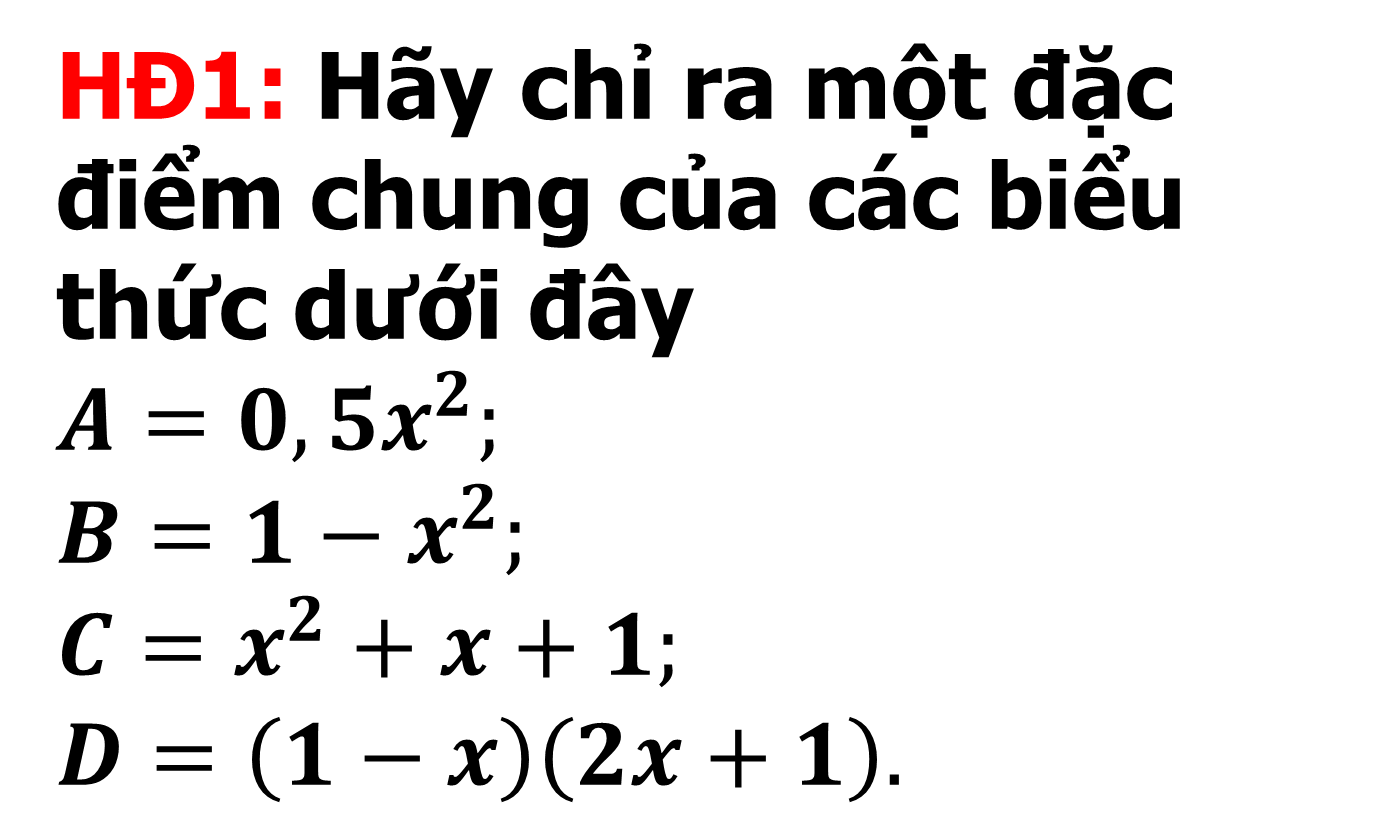 HĐ1: Hãy chỉ ra một đặc
điểm chung của các biểu
thức dưới đây
A = 0,5x²;
B = 1 − x²;
C = x² + x + 1;
D = (1 − x)(2x + 1).